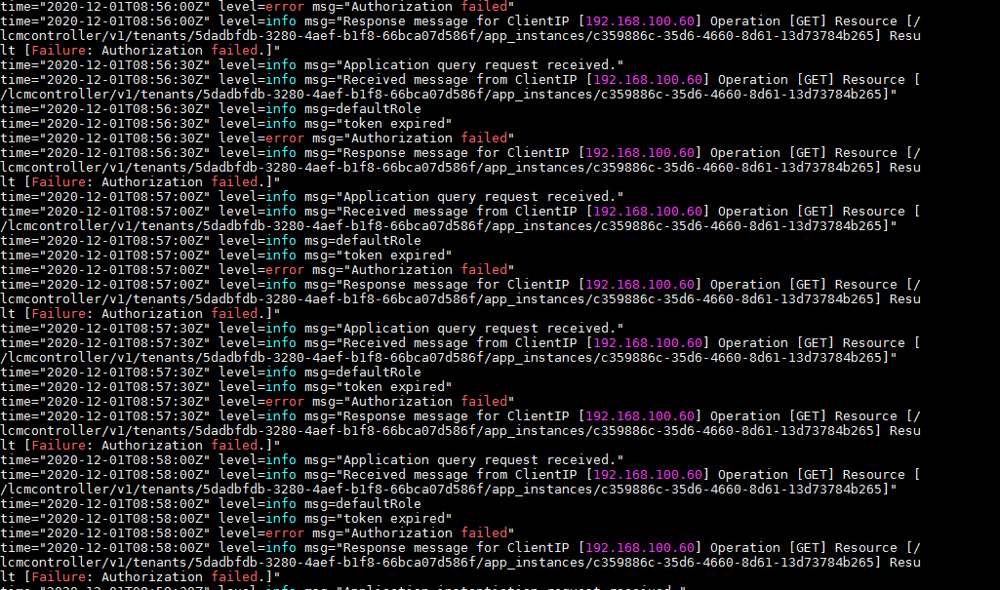 time="2020-12-01T08:56:00Z" level=error msg="Authorization failed"
time="2020-12-01T08:56:00Z" level=info msg="Response message for ClientIP [192.168.100.60] Operation [GET] Resource [/
lcmcontroller/v1/tenants/5dadbfdb-3280-4aef-b1f8-66bca07d586f/app_instances/c359886c-35d6-4660-8d61-13d73784b265] Resu
lt [Failure: Authorization failed.]"
time="2020-12-01T08:56:30Z" level=info msg="Application query request received."
time="2020-12-01T08:56:30Z" level=info msg="Received message from ClientIP [192.168.100.60] Operation [GET] Resource [
/lcmcontroller/v1/tenants/5dadbfdb-3280-4aef-b1f8-66bca07d586f/app_instances/c359886c-35d6-4660-8d61-13d73784b265]"
time="2020-12-01T08:56:30Z" level=info msg=defaultRole
time="2020-12-01T08:56:30Z" level=info msg="token expired"
time="2020-12-01T08:56:30Z" level=error msg="Authorization failed"
time="2020-12-01T08:56:30Z" level=info msg="Response message for ClientIP [192.168.100.60] Operation [GET] Resource [/
lcmcontroller/v1/tenants/5dadbfdb-3280-4aef-b1f8-66bca07d586f/app_instances/c359886c-35d6-4660-8d61-13d73784b265] Resu
lt [Failure: Authorization failed.]"
time="2020-12-01T08:57:00Z" level=info msg="Application query request received."
time="2020-12-01T08:57:00Z" level=info msg="Received message from ClientIP [192.168.100.60] Operation [GET] Resource [
/lcmcontroller/v1/tenants/5dadbfdb-3280-4aef-b1f8-66bca07d586f/app_instances/c359886c-35d6-4660-8d61-13d73784b265]"
time="2020-12-01T08:57:00Z" level=info msg=defaultRole
time="2020-12-01T08:57:00Z" level=info msg="token expired"
time="2020-12-01T08:57:00Z" level=error msg="Authorization failed"
time="2020-12-01T08:57:00Z" level=info msg="Response message for ClientIP [192.168.100.60] Operation [GET] Resource [/
lcmcontroller/v1/tenants/5dadbfdb-3280-4aef-b1f8-66bca07d586f/app_instances/c359886c-35d6-4660-8d61-13d73784b265] Resu
lt [Failure: Authorization failed.]"
time="2020-12-01T08:57:30Z" level=info msg="Application query request received."
time="2020-12-01T08:57:30Z" level=info msg="Received message from ClientIP [192.168.100.60] Operation [GET] Resource [
/lcmcontroller/v1/tenants/5dadbfdb-3280-4aef-b1f8-66bca07d586f/app_instances/c359886c-35d6-4660-8d61-13d73784b265]"
time="2020-12-01T08:57:30Z" level=info msg=defaultRole
time="2020-12-01T08:57:30Z" level=info msg="token expired"
time="2020-12-01T08:57:30Z" level=error msg="Authorization failed"
time="2020-12-01T08:57:30Z" level=info msg="Response message for ClientIP [192.168.100.60] Operation [GET] Resource [/
lcmcontroller/v1/tenants/5dadbfdb-3280-4aef-b1f8-66bca07d586f/app_instances/c359886c-35d6-4660-8d61-13d73784b265] Resu
lt [Failure: Authorization failed.]"
time="2020-12-01T08:58:00Z" level=info msg="Application query request received."
time="2020-12-01T08:58:00Z" level=info msg="Received message from ClientIP [192.168.100.60] Operation [GET] Resource [
/lcmcontroller/v1/tenants/5dadbfdb-3280-4aef-b1f8-66bca07d586f/app_instances/c359886c-35d6-4660-8d61-13d73784b265]"
time="2020-12-01T08:58:00Z" level=info msg=defaultRole
time="2020-12-01T08:58:00Z" level=info msg="token expired"
time="2020-12-01T08:58:00Z" level=error msg="Authorization failed"
time="2020-12-01T08:58:00Z" level=info msg="Response message for ClientIP [192.168.100.60] Operation [GET] Resource [/
lcmcontroller/v1/tenants/5dadbfdb-3280-4aef-b1f8-66bca07d586f/app_instances/c359886c-35d6-4660-8d61-13d73784b265] Resu
lt [Failure: Authorization failed.]"